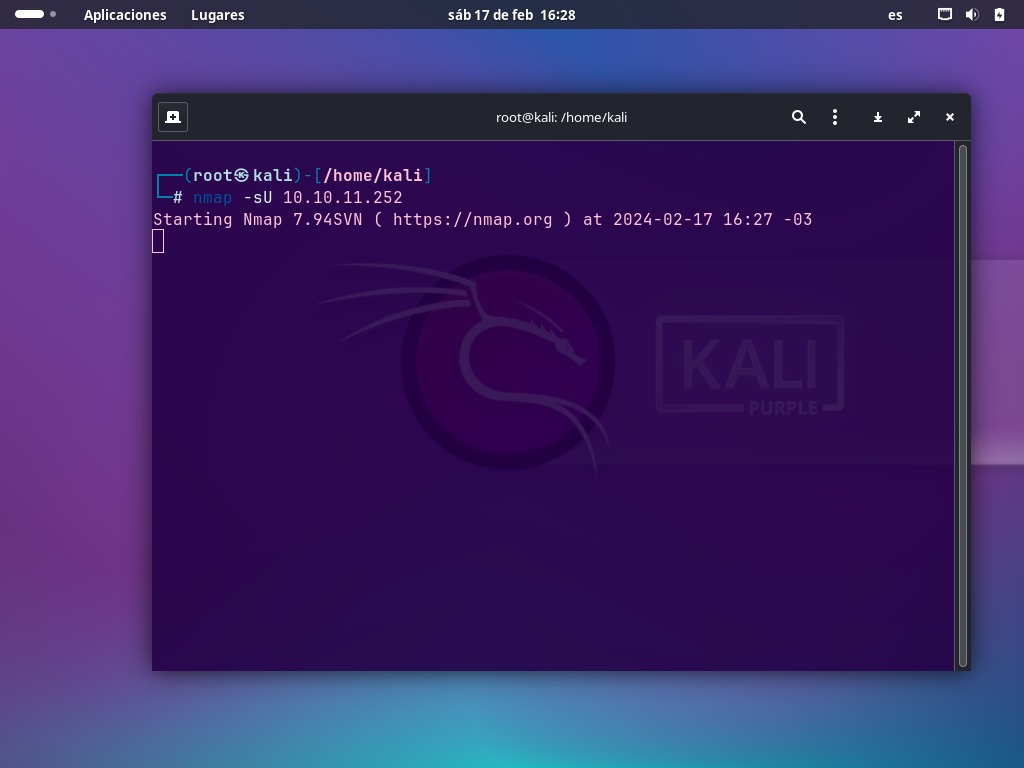 Aplicaciones Lugares sáb 17 de feb 16:28 es
root@kali: /home/kali
(root㉿kali)-[/home/kali]
# nmap -sU 10.10.11.252
Starting Nmap 7.94SVN ( https://nmap.org ) at 2024-02-17 16:27 -03
KALI
PURPLE